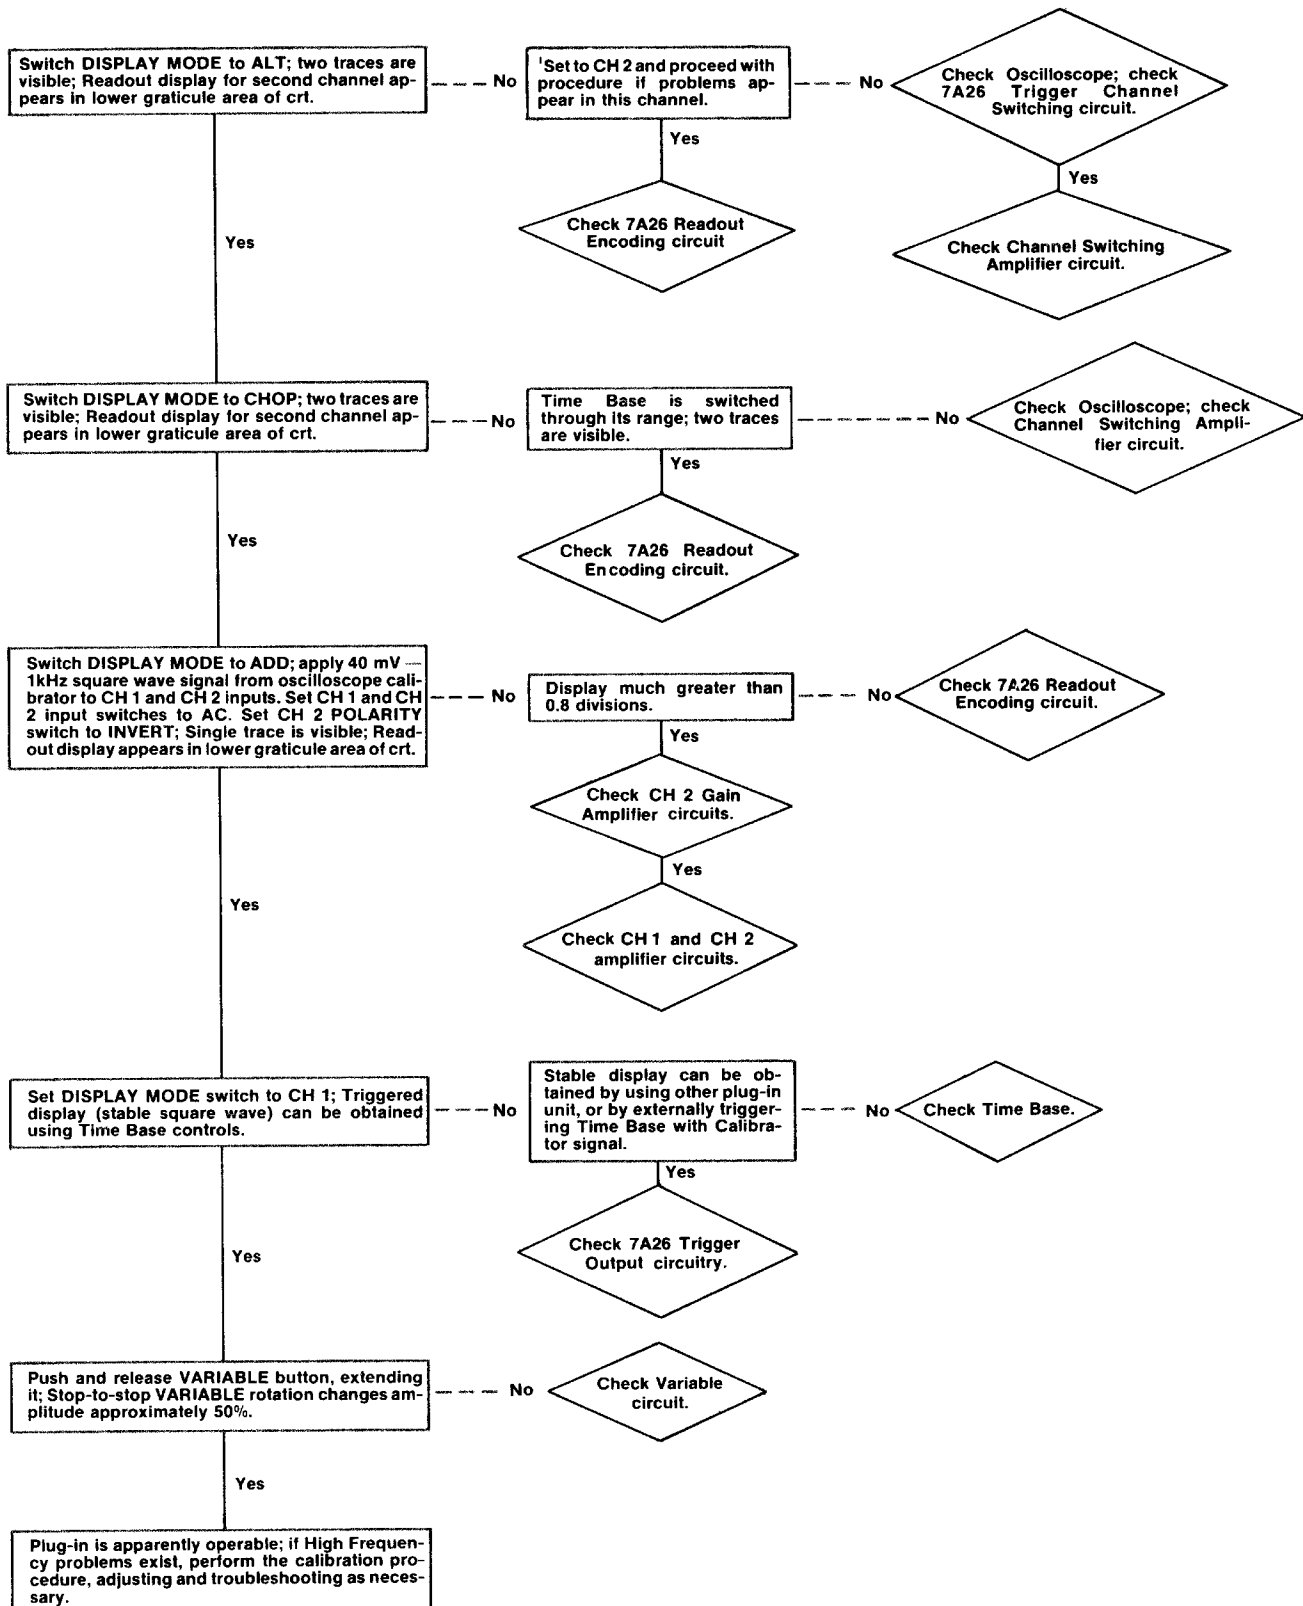 Switch DISPLAY MODE to ALT; two traces are
visible; Readout display for second channel ap-
pears in lower graticule area of crt.
No
Set to CH 2 and proceed with
procedure if problems ap-
pear in this channel.
No
Check Oscilloscope; check
7A26 Trigger Channel
Switching circuit.
Yes
Yes
Check 7A26 Readout
Encoding circuit
Yes
Check Channel Switching
Amplifier circuit.
Switch DISPLAY MODE to CHOP; two traces are
visible; Readout display for second channel ap-
pears in lower graticule area of crt.
No
Time Base is switched
through its range; two traces
are visible.
No
Check Oscilloscope; check
Channel Switching Ampli-
fier circuit.
Yes
Yes
Check 7A26 Readout
Encoding circuit.
Switch DISPLAY MODE to ADD; apply 40 mV —
1kHz square wave signal from oscilloscope cali-
brator to CH 1 and CH 2 inputs. Set CH 1 and CH
2 input switches to AC. Set CH 2 POLARITY
switch to INVERT; Single trace is visible; Read-
out display appears in lower graticule area of crt.
No
Display much greater than
0.8 divisions.
No
Check 7A26 Readout
Encoding circuit.
Yes
Check CH 2 Gain
Amplifier circuits.
Yes
Yes
Check CH 1 and CH 2
amplifier circuits.
Set DISPLAY MODE switch to CH 1; Triggered
display (stable square wave) can be obtained
using Time Base controls.
No
Stable display can be ob-
tained by using other plug-in
unit, or by externally trigger-
ing Time Base with Calibra-
tor signal.
No
Check Time Base.
Yes
Yes
Check 7A26 Trigger
Output circuitry.
Push and release VARIABLE button, extending
it; Stop-to-stop VARIABLE rotation changes am-
plitude approximately 50%.
No
Check Variable
circuit.
Yes
Plug-in is apparently operable; if High Frequen-
cy problems exist, perform the calibration pro-
cedure, adjusting and troubleshooting as neces-
sary.